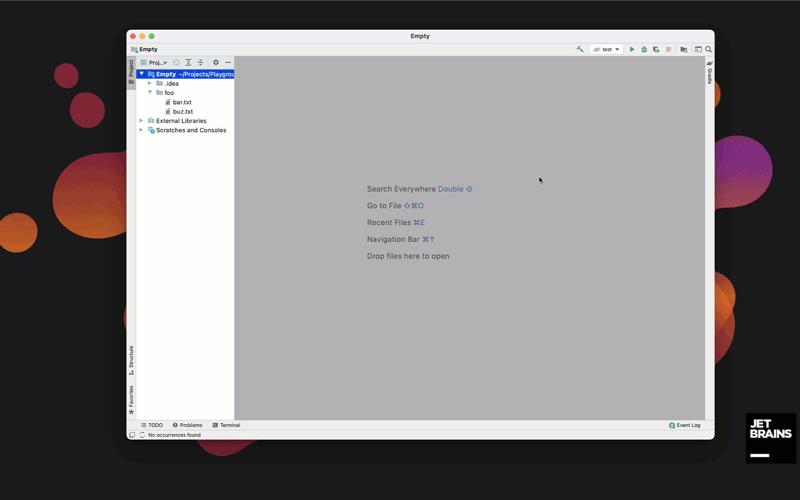 Empty
Empty
test
Project
Proj...
Empty ~/Projects/Playgrou
.idea
foo
bar.txt
buz.txt
External Libraries
Scratches and Consoles
Gradle
Search Everywhere Double ⇧
Go to File ⇧⌘O
Recent Files ⌘E
Navigation Bar ⌘↑
Drop files here to open
Structure
Favorites
TODO
Problems
Terminal
Event Log
No occurrences found
JET
BRAINS